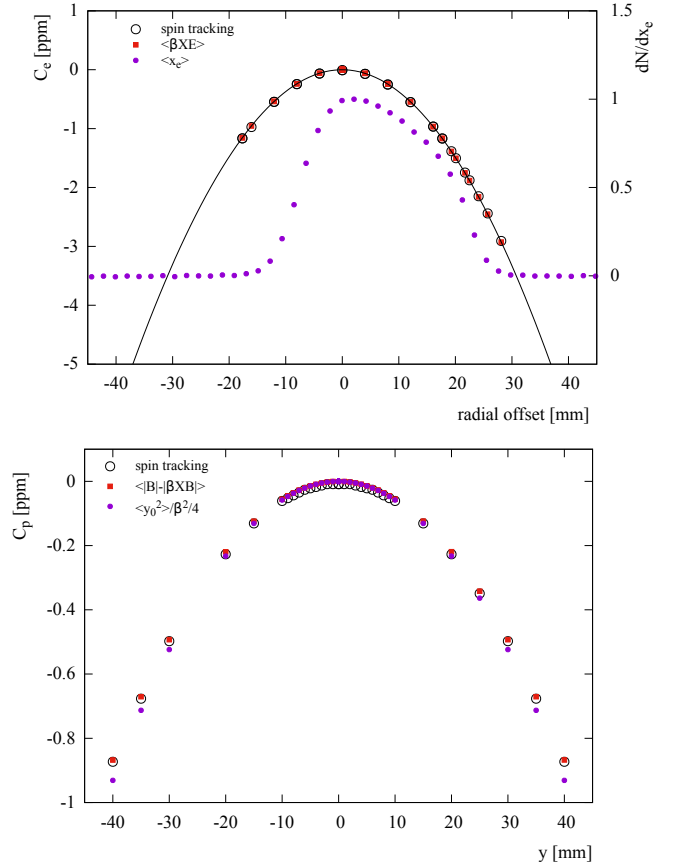 C_e [ppm]
1
0
-1
-2
-3
-4
-5
spin tracking
<βXE>
<x_e>
1.5
1
0.5
0
dN/dx_e
-40 -30 -20 -10 0 10 20 30 40
radial offset [mm]
C_p [ppm]
0
-0.2
-0.4
-0.6
-0.8
-1
spin tracking
<|B|-|βXB|>
<y_0^2>/β^2/4
-40 -30 -20 -10 0 10 20 30 40
y [mm]